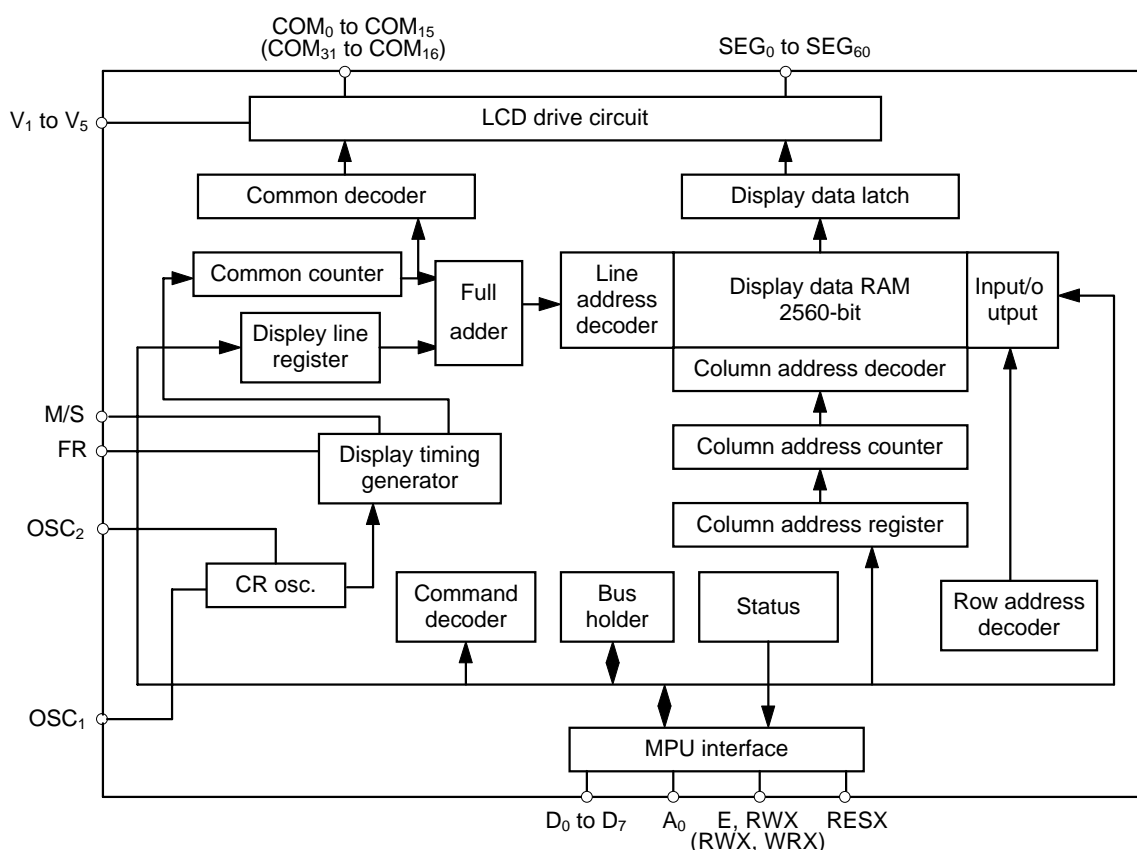 COM₀ to COM₁₅
(COM₃₁ to COM₁₆)
SEG₀ to SEG₆₀
V₁ to V₅
LCD drive circuit
Common decoder
Display data latch
Common counter
Full
adder
Line
address
decoder
Display data RAM
2560-bit
Input/o
utput
Displey line
register
Column address decoder
M/S
FR
Display timing
generator
Column address counter
OSC₂
Column address register
CR osc.
Command
decoder
Bus
holder
Status
Row address
decoder
OSC₁
MPU interface
D₀ to D₇
A₀
E, RWX
(RWX, WRX)
RESX